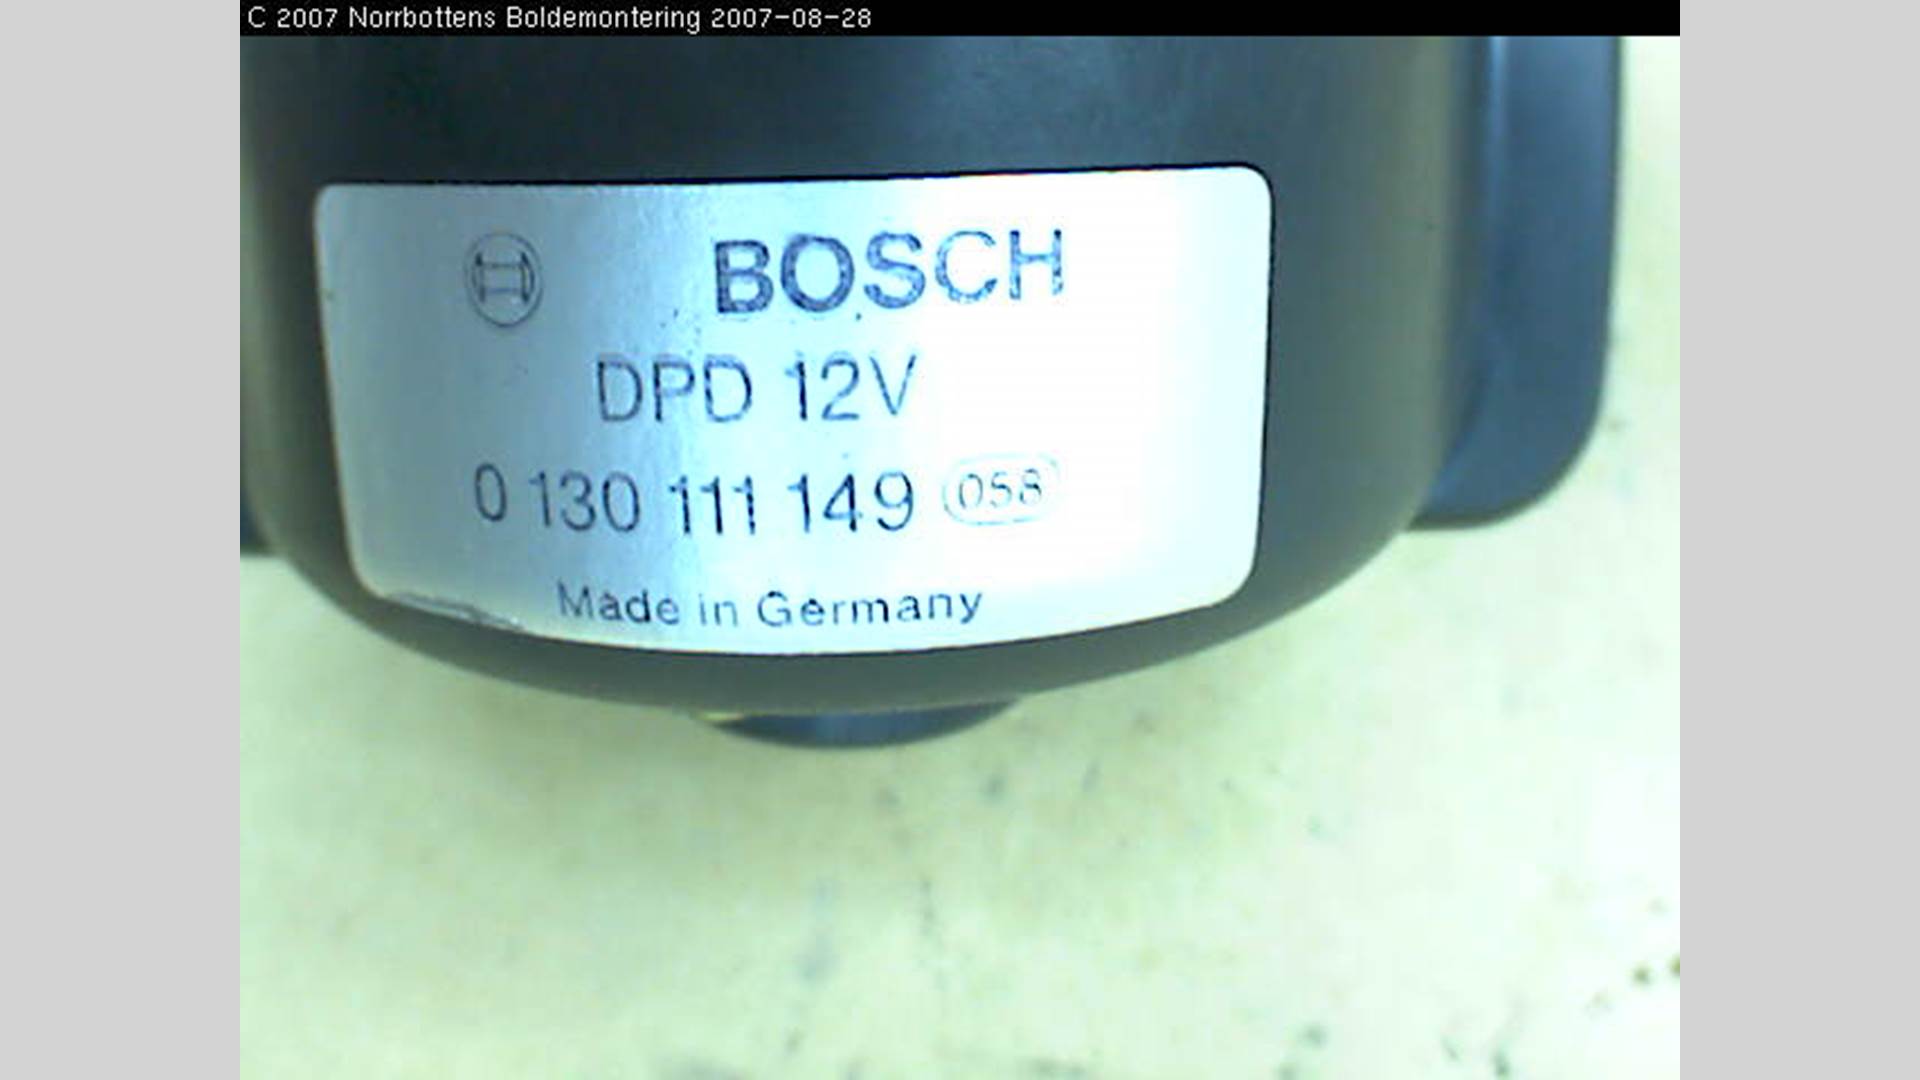 C 2007 Norrbottens Boldemontering 2007-08-28
BOSCH
DPD 12V
0 130 111 149 058
Made in Germany